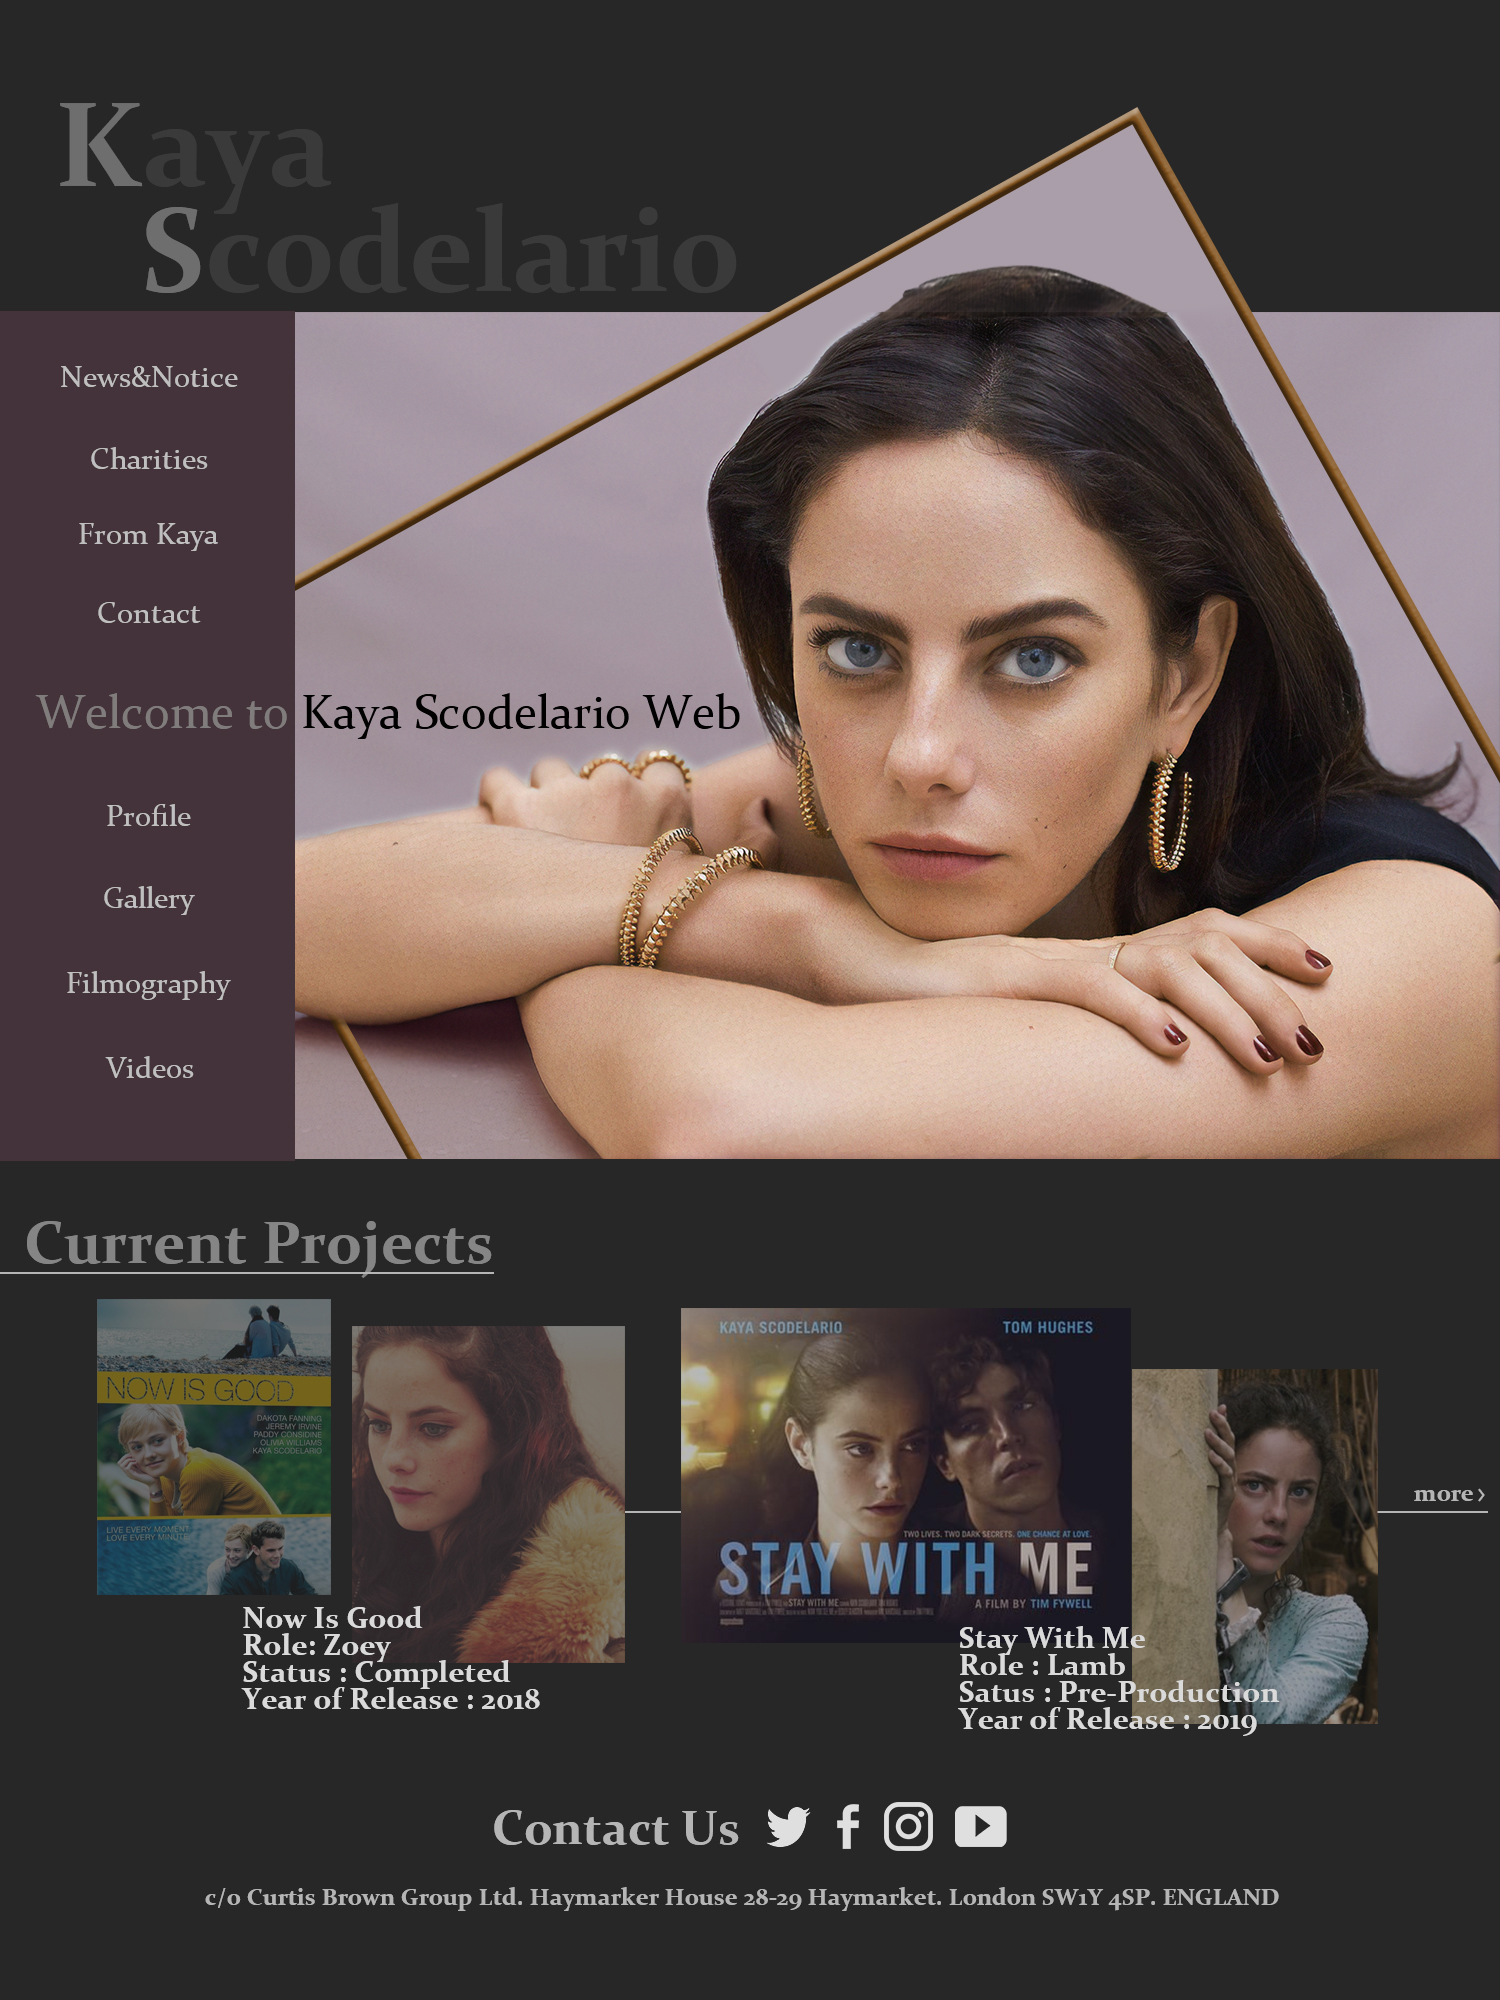 Kaya
Scodelario
News&Notice
Charities
From Kaya
Contact
Welcome to Kaya Scodelario Web
Profile
Gallery
Filmography
Videos
Current Projects
NOW IS GOOD
DAKOTA FANNING
JEREMY IRVINE
PADDY CONSIDINE
OLIVIA WILLIAMS
KAYA SCODELARIO
LIVE EVERY MOMENT
LOVE EVERY MINUTE
Now Is Good
Role: Zoey
Status : Completed
Year of Release : 2018
KAYA SCODELARIO
TOM HUGHES
TWO LIVES. TWO DARK SECRETS. ONE CHANCE AT LOVE.
STAY WITH ME
A FILM BY TIM FYWELL
Stay With Me
Role : Lamb
Satus : Pre-Production
Year of Release : 2019
more ›
Contact Us
c/o Curtis Brown Group Ltd. Haymarker House 28-29 Haymarket. London SW1Y 4SP. ENGLAND